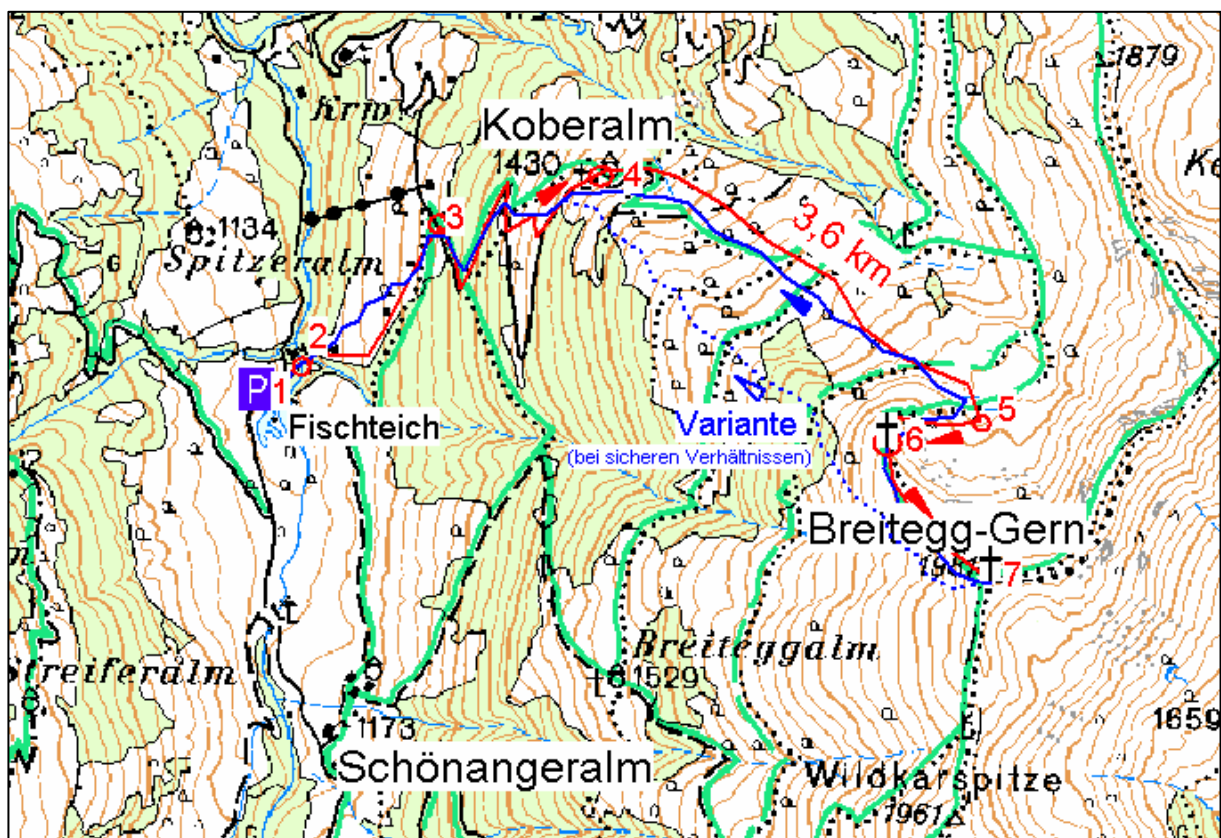 1879
Koberalm
1430
4
3
1134
Spitzeralm
3,6 km
2
P
1
Fischteich
Variante
(bei sicheren Verhältnissen)
5
6
Breitegg-Gern
7
Breiteggalm
1529
Streiferalm
1173
Schönangeralm
1659
Wildkarspitze
1961